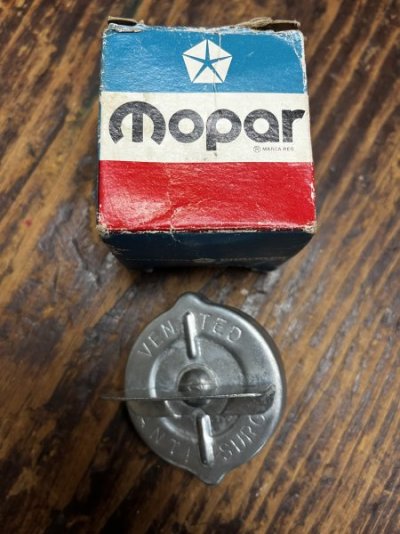 mopar
® MARCA REG
VENTED
ANTI SURGE